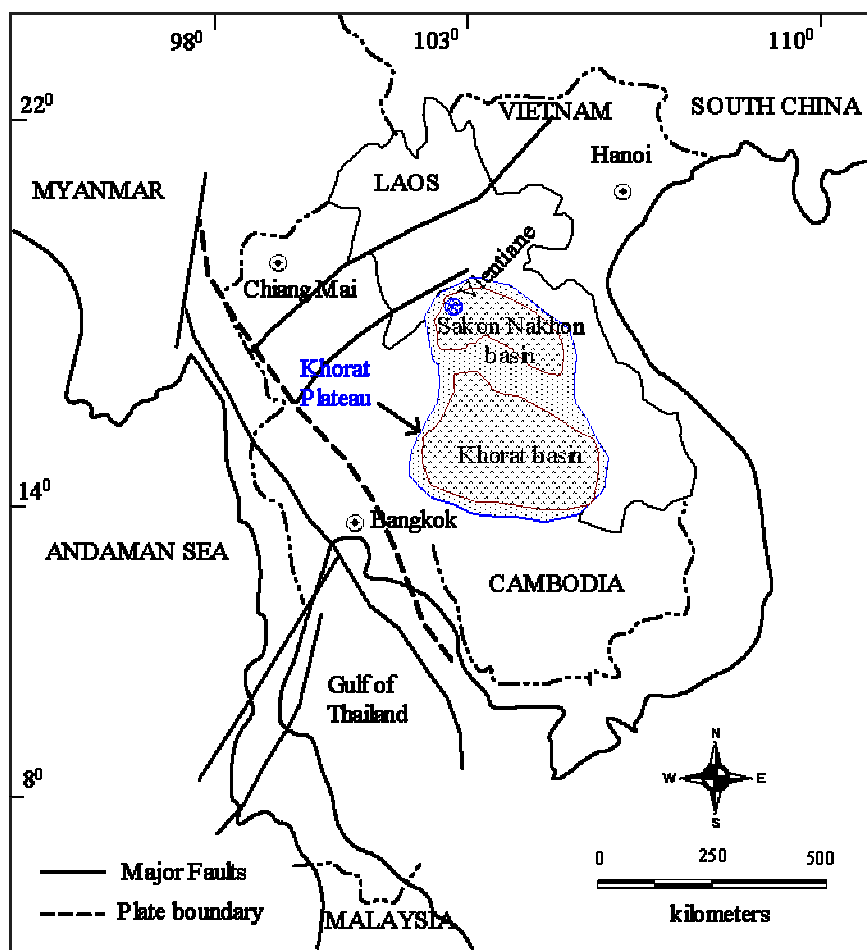 98⁰ 103⁰ 110⁰
22⁰
VIETNAM
SOUTH CHINA
Hanoi
LAOS
MYANMAR
Vientiane
Chiang Mai
Sakon Nakhon
basin
Khorat
Plateau
Khorat basin
14⁰
Bangkok
ANDAMAN SEA
CAMBODIA
Gulf of
Thailand
N
W E
S
8⁰
0 250 500
kilometers
Major Faults
Plate boundary
MALAYSIA